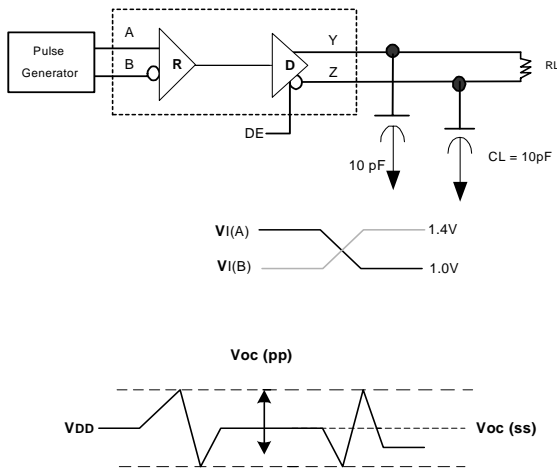 Pulse
Generator
A
B
R
D
Y
Z
DE
RL
10 pF
CL = 10pF
VI(A)
1.4V
VI(B)
1.0V
Voc (pp)
VDD
Voc (ss)